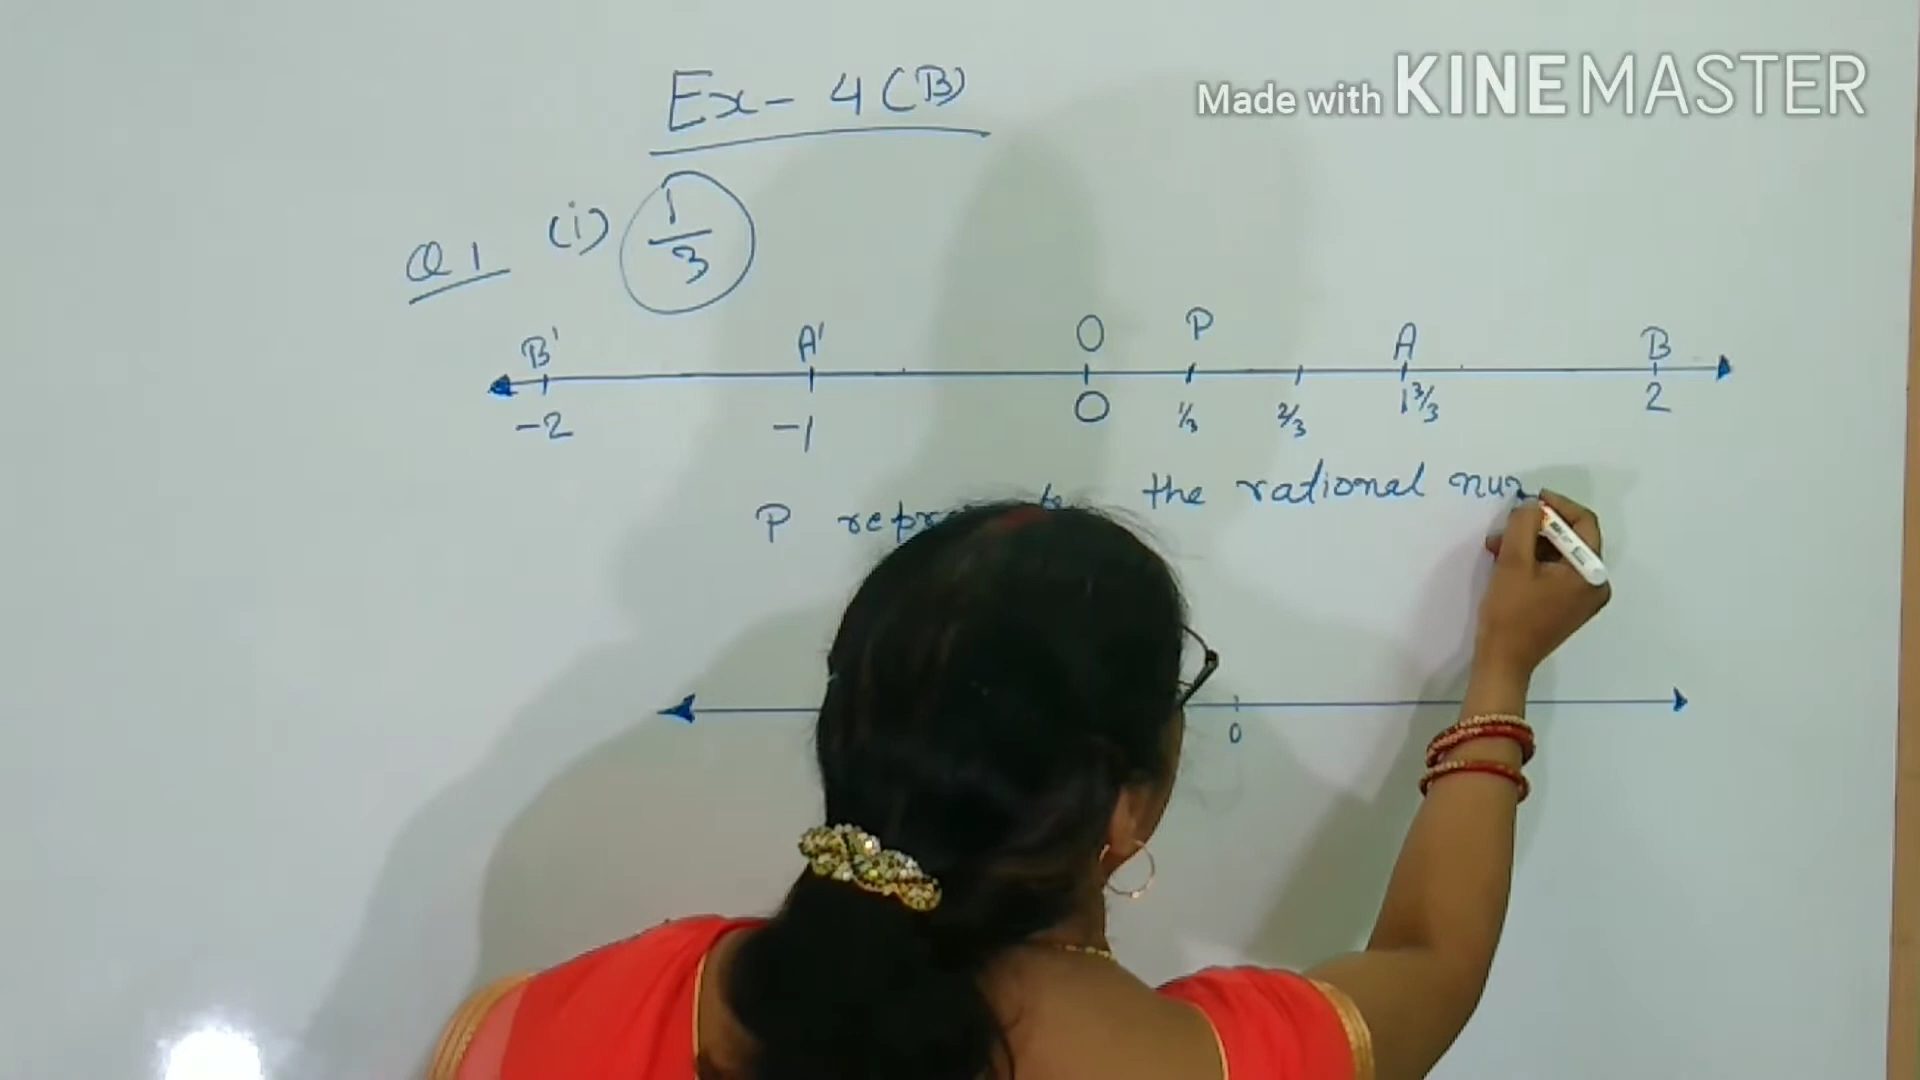 Made with KINEMASTER
Ex - 4 (B)
Q1 (i) 1/3
B' A' O P A B
-2 -1 0 1/3 2/3 1 3/3 2
P the rational
0